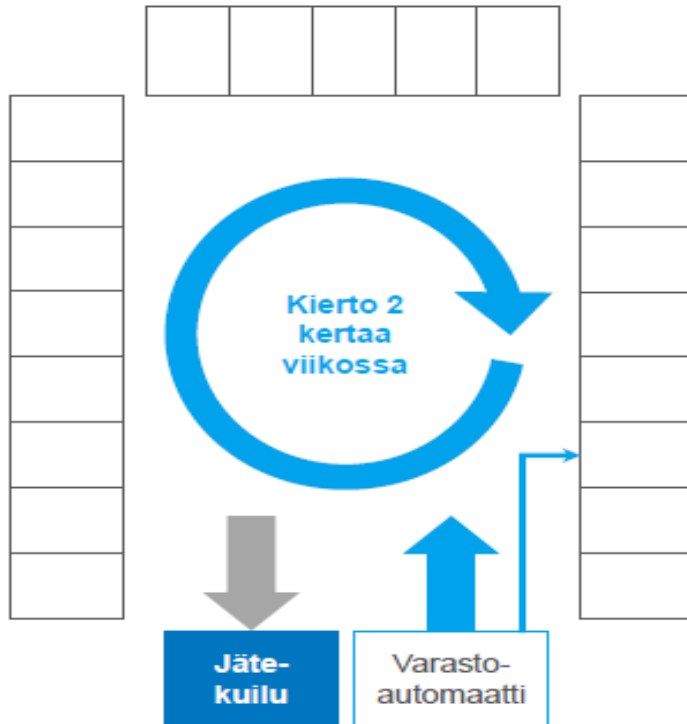 Kierto 2
kertaa
viikossa
Jäte-
kuilu
Varasto-
automaatti